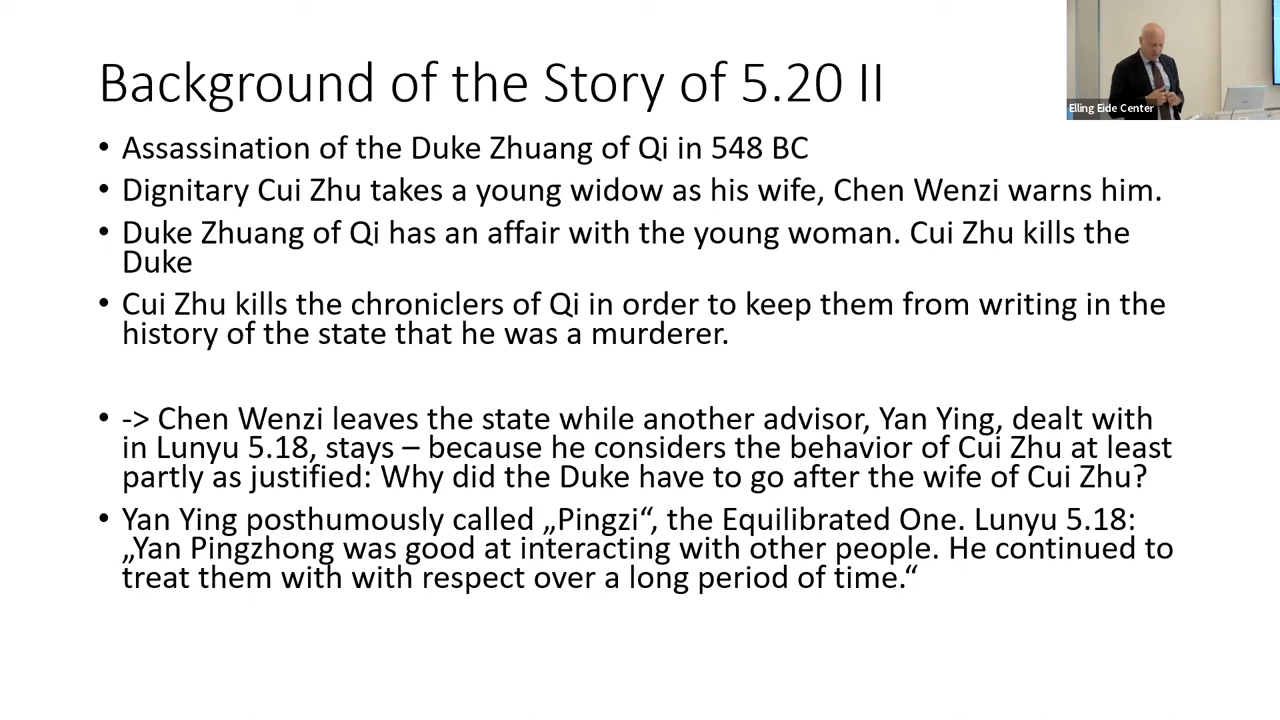 Background of the Story of 5.20 II
Elling Eide Center
• Assassination of the Duke Zhuang of Qi in 548 BC
• Dignitary Cui Zhu takes a young widow as his wife, Chen Wenzi warns him.
• Duke Zhuang of Qi has an affair with the young woman. Cui Zhu kills the
Duke
• Cui Zhu kills the chroniclers of Qi in order to keep them from writing in the
history of the state that he was a murderer.
• -> Chen Wenzi leaves the state while another advisor, Yan Ying, dealt with
in Lunyu 5.18, stays – because he considers the behavior of Cui Zhu at least
partly as justified: Why did the Duke have to go after the wife of Cui Zhu?
• Yan Ying posthumously called „Pingzi“, the Equilibrated One. Lunyu 5.18:
„Yan Pingzhong was good at interacting with other people. He continued to
treat them with with respect over a long period of time.“